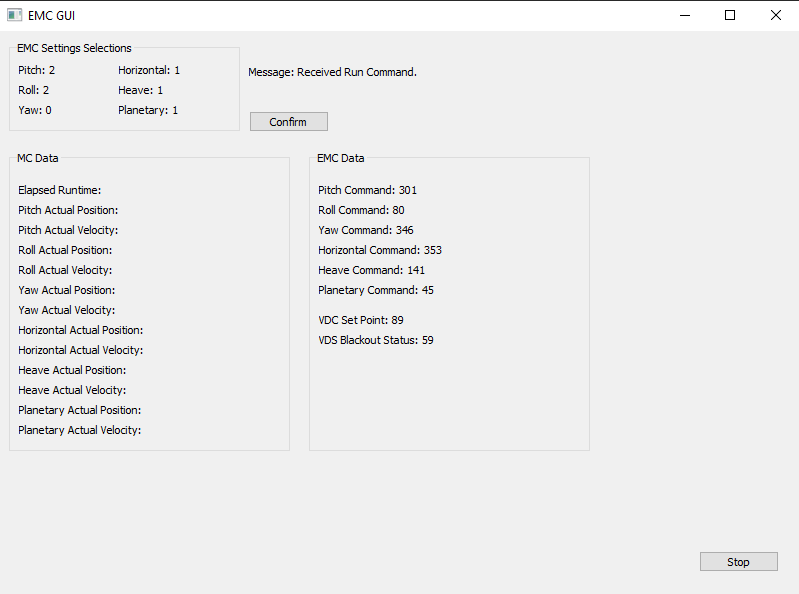 EMC GUI
EMC Settings Selections
Pitch: 2
Horizontal: 1
Roll: 2
Heave: 1
Yaw: 0
Planetary: 1
Message: Received Run Command.
Confirm
MC Data
Elapsed Runtime:
Pitch Actual Position:
Pitch Actual Velocity:
Roll Actual Position:
Roll Actual Velocity:
Yaw Actual Position:
Yaw Actual Velocity:
Horizontal Actual Position:
Horizontal Actual Velocity:
Heave Actual Position:
Heave Actual Velocity:
Planetary Actual Position:
Planetary Actual Velocity:
EMC Data
Pitch Command: 301
Roll Command: 80
Yaw Command: 346
Horizontal Command: 353
Heave Command: 141
Planetary Command: 45
VDC Set Point: 89
VDS Blackout Status: 59
Stop